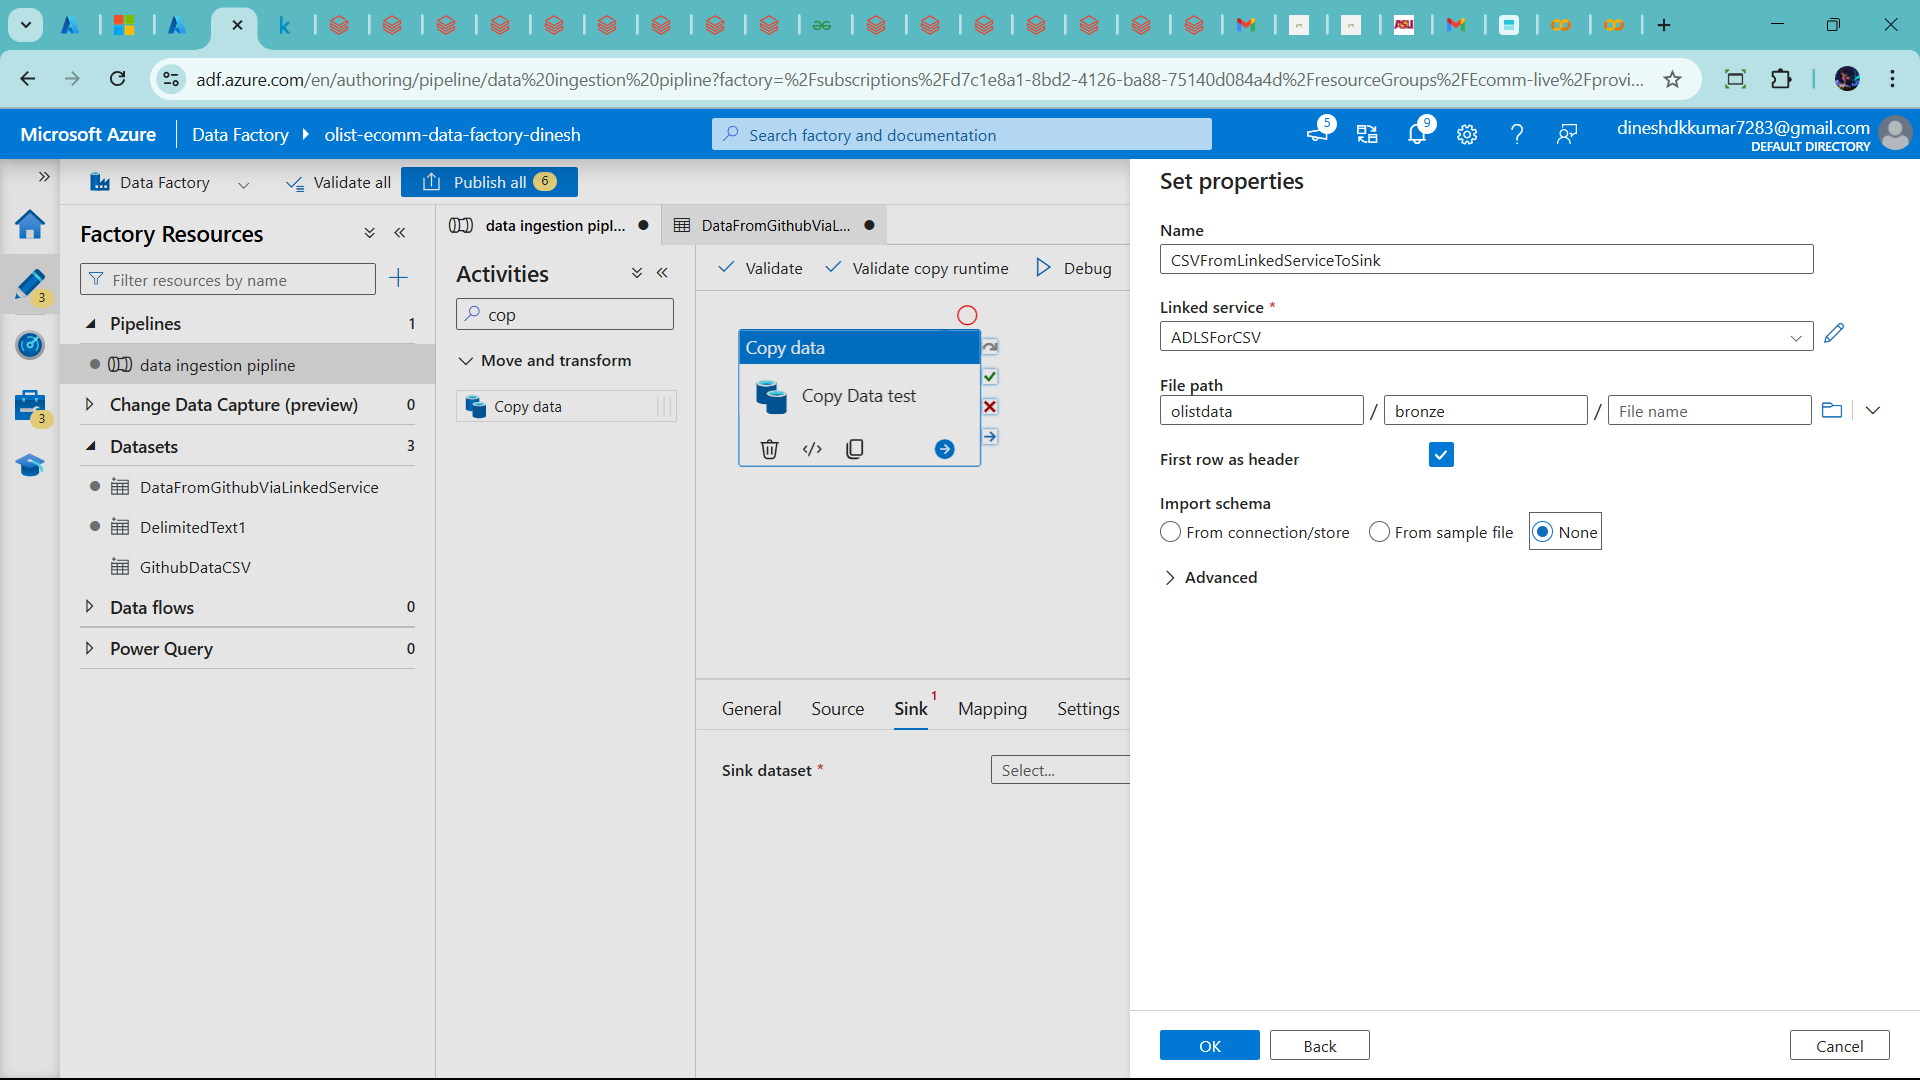 adf.azure.com/en/authoring/pipeline/data%20ingestion%20pipline?factory=%2Fsubscriptions%2Fd7c1e8a1-8bd2-4126-ba88-75140d084a4d%2FresourceGroups%2FEcomm-live%2Fprovi...
Microsoft Azure
Data Factory
olist-ecomm-data-factory-dinesh
Search factory and documentation
5
9
dineshdkkumar7283@gmail.com
DEFAULT DIRECTORY
Data Factory
Validate all
Publish all 6
3
3
Factory Resources
Filter resources by name
Pipelines 1
data ingestion pipline
Change Data Capture (preview) 0
Datasets 3
DataFromGithubViaLinkedService
DelimitedText1
GithubDataCSV
Data flows 0
Power Query 0
data ingestion pipl...
DataFromGithubViaL...
Activities
cop
Move and transform
Copy data
Validate
Validate copy runtime
Debug
Copy data
Copy Data test
General
Source
Sink 1
Mapping
Settings
Sink dataset *
Select...
Set properties
Name
CSVFromLinkedServiceToSink
Linked service *
ADLSForCSV
File path
olistdata / bronze / File name
First row as header
Import schema
From connection/store
From sample file
None
Advanced
OK
Back
Cancel